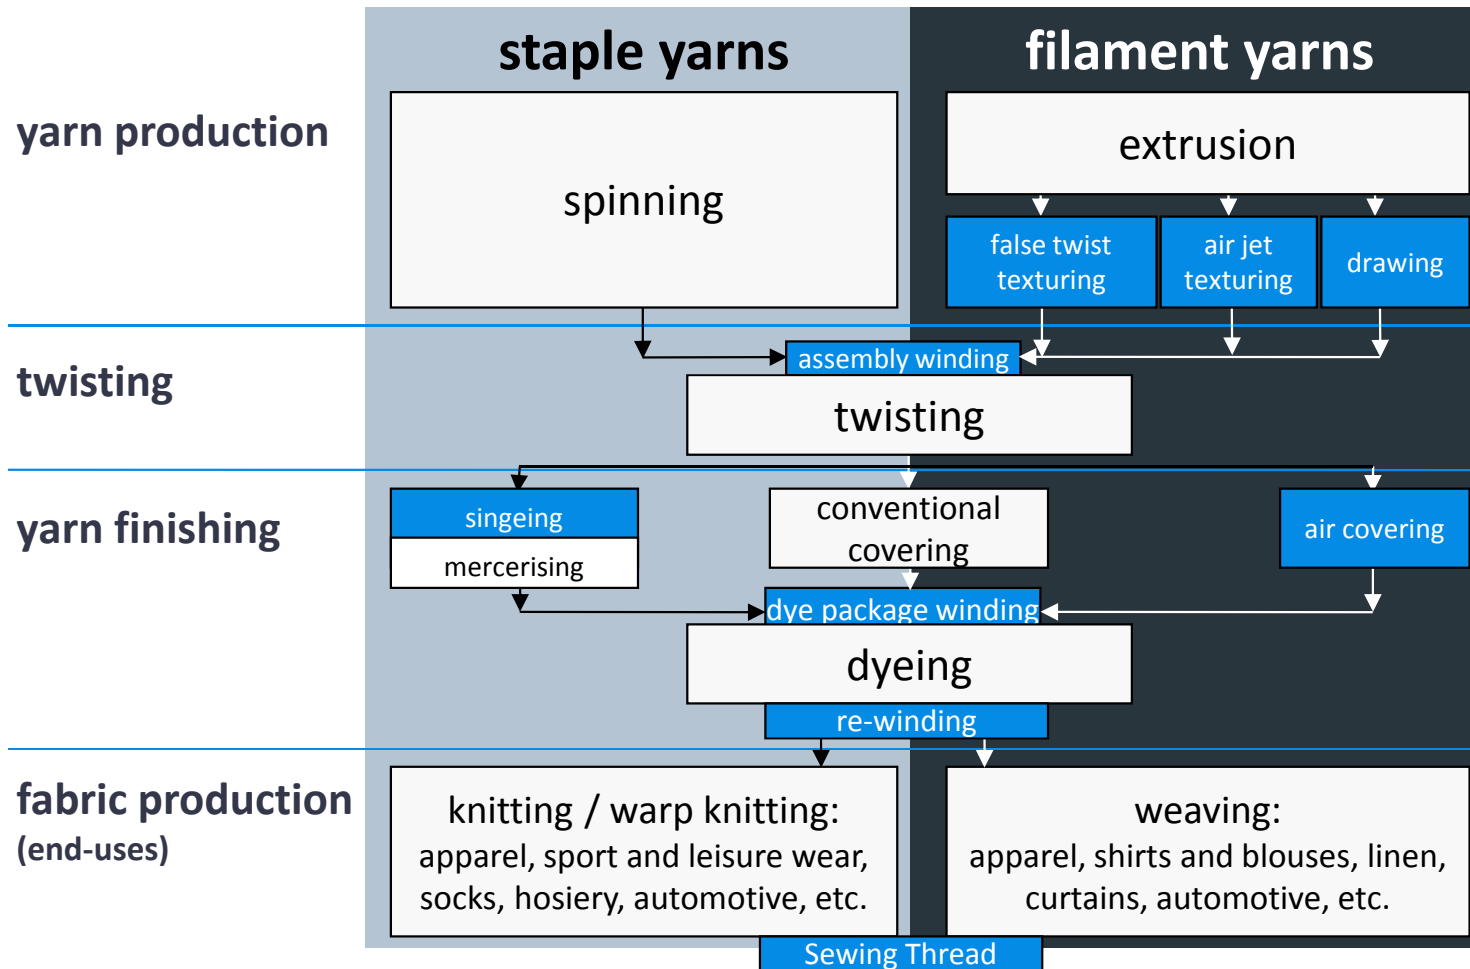 staple yarns
filament yarns
yarn production
spinning
extrusion
false twist
texturing
air jet
texturing
drawing
twisting
assembly winding
twisting
yarn finishing
singeing
mercerising
conventional
covering
air covering
dye package winding
dyeing
re-winding
fabric production
(end-uses)
knitting / warp knitting:
apparel, sport and leisure wear,
socks, hosiery, automotive, etc.
weaving:
apparel, shirts and blouses, linen,
curtains, automotive, etc.
Sewing Thread